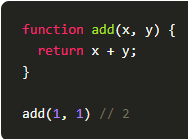 function add(x, y) {
  return x + y;
}

add(1, 1) // 2